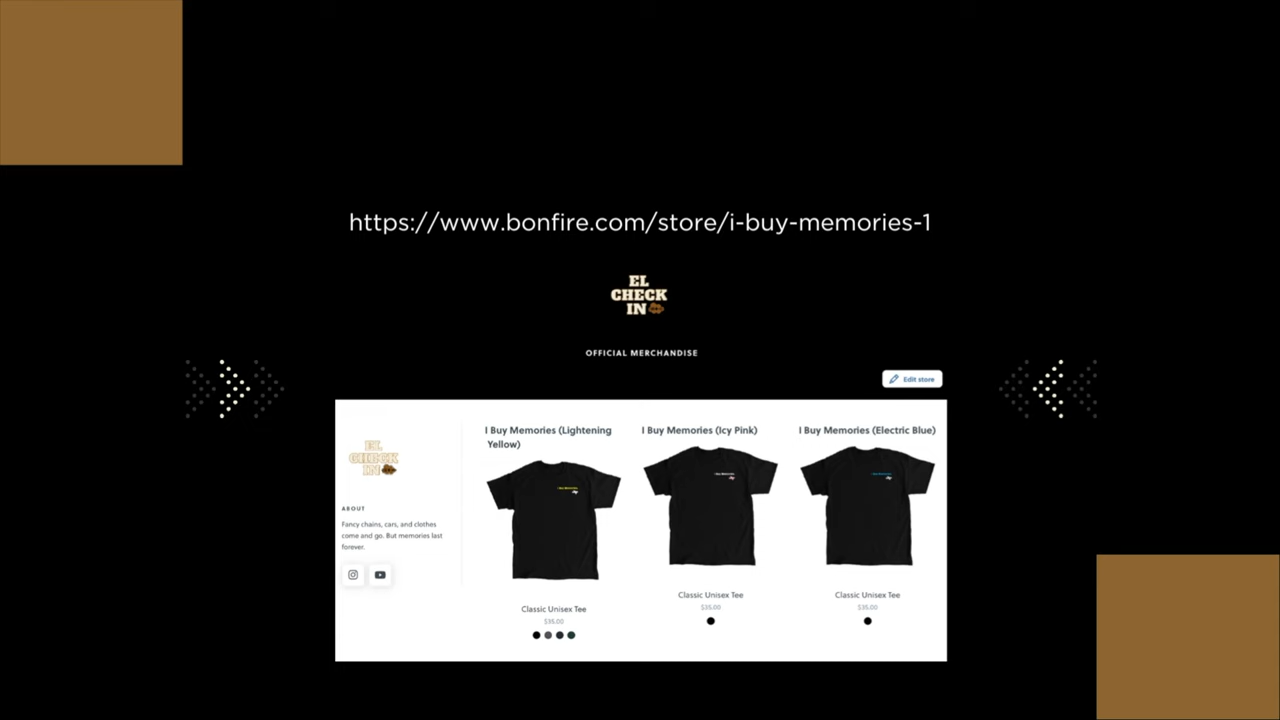 https://www.bonfire.com/store/i-buy-memories-1
EL
CHECK
IN
OFFICIAL MERCHANDISE
Edit store
EL
CHECK
IN
ABOUT
Fancy chains, cars, and clothes
come and go. But memories last
forever.
I Buy Memories (Lightening
Yellow)
Classic Unisex Tee
$35.00
I Buy Memories (Icy Pink)
Classic Unisex Tee
$35.00
I Buy Memories (Electric Blue)
Classic Unisex Tee
$35.00